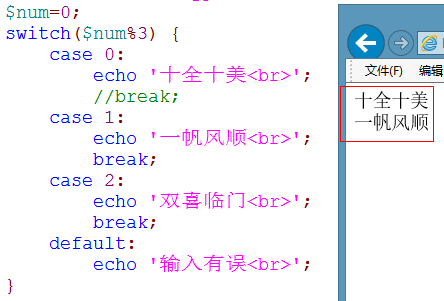 $num=0;
switch($num%3) {
case 0:
echo '十全十美<br>';
//break;
case 1:
echo '一帆风顺<br>';
break;
case 2:
echo '双喜临门<br>';
break;
default:
echo '输入有误<br>';
}
文件(F) 编辑
十全十美
一帆风顺